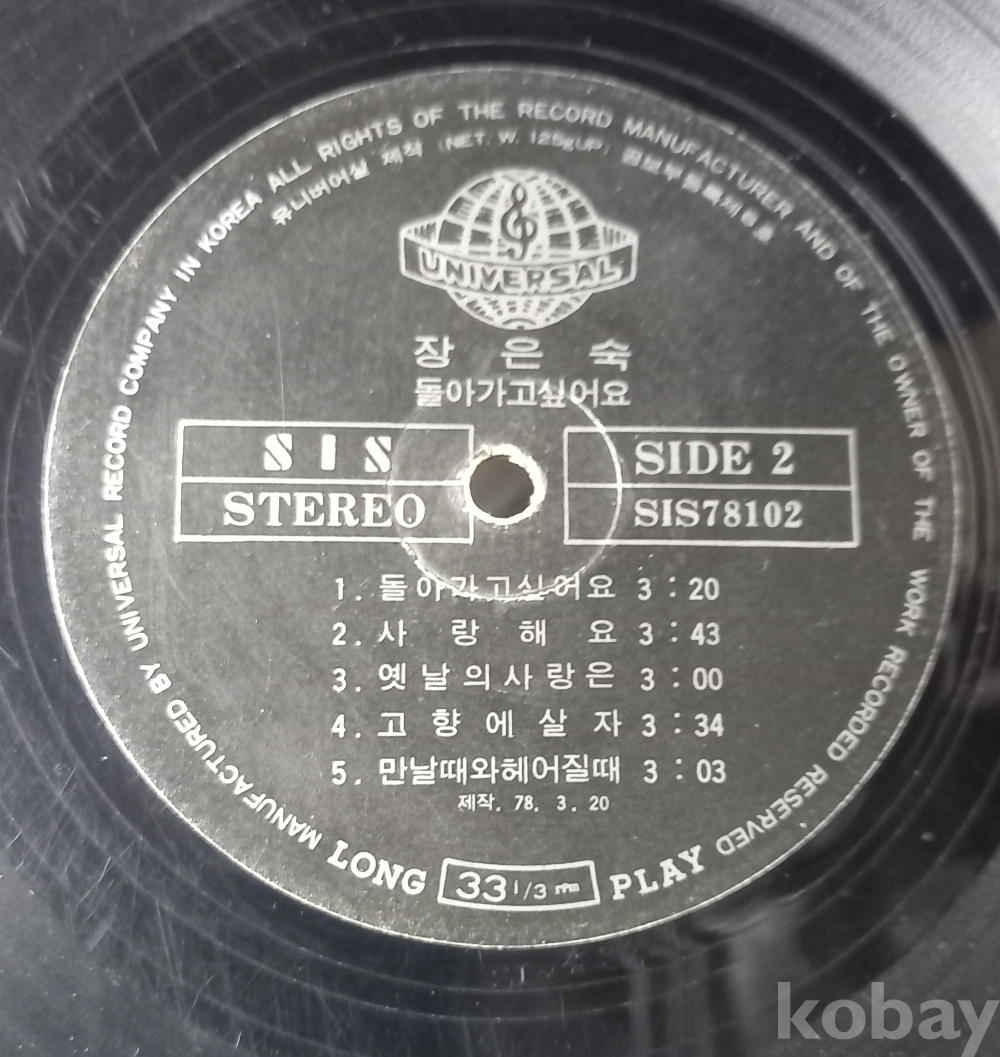 MANUFACTURED BY UNIVERSAL RECORD COMPANY IN KOREA ALL RIGHTS OF THE RECORD MANUFACTURER AND OF THE OWNER OF THE WORK RECORDED RESERVED
유니버어살 제작 (NET. W. 125gUP)
UNIVERSAL
장은숙
돌아가고싶어요
SIS
STEREO
SIDE 2
SIS78102
1. 돌아가고싶어요 3:20
2. 사랑해요 3:43
3. 옛날의사랑은 3:00
4. 고향에살자 3:34
5. 만날때와헤어질때 3:03
제작. 78. 3. 20
LONG 33 1/3 rpm PLAY
kobay